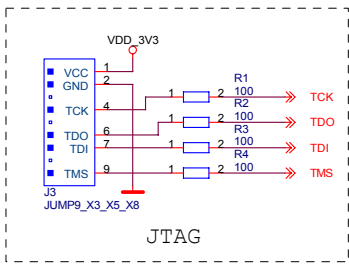 VDD_3V3
VCC 1
GND 2
TCK 4 1 2 R1 100 TCK
TDO 6 1 2 R2 100 TDO
TDI 7 1 2 R3 100 TDI
TMS 9 1 2 R4 100 TMS
J3
JUMP9_X3_X5_X8
JTAG